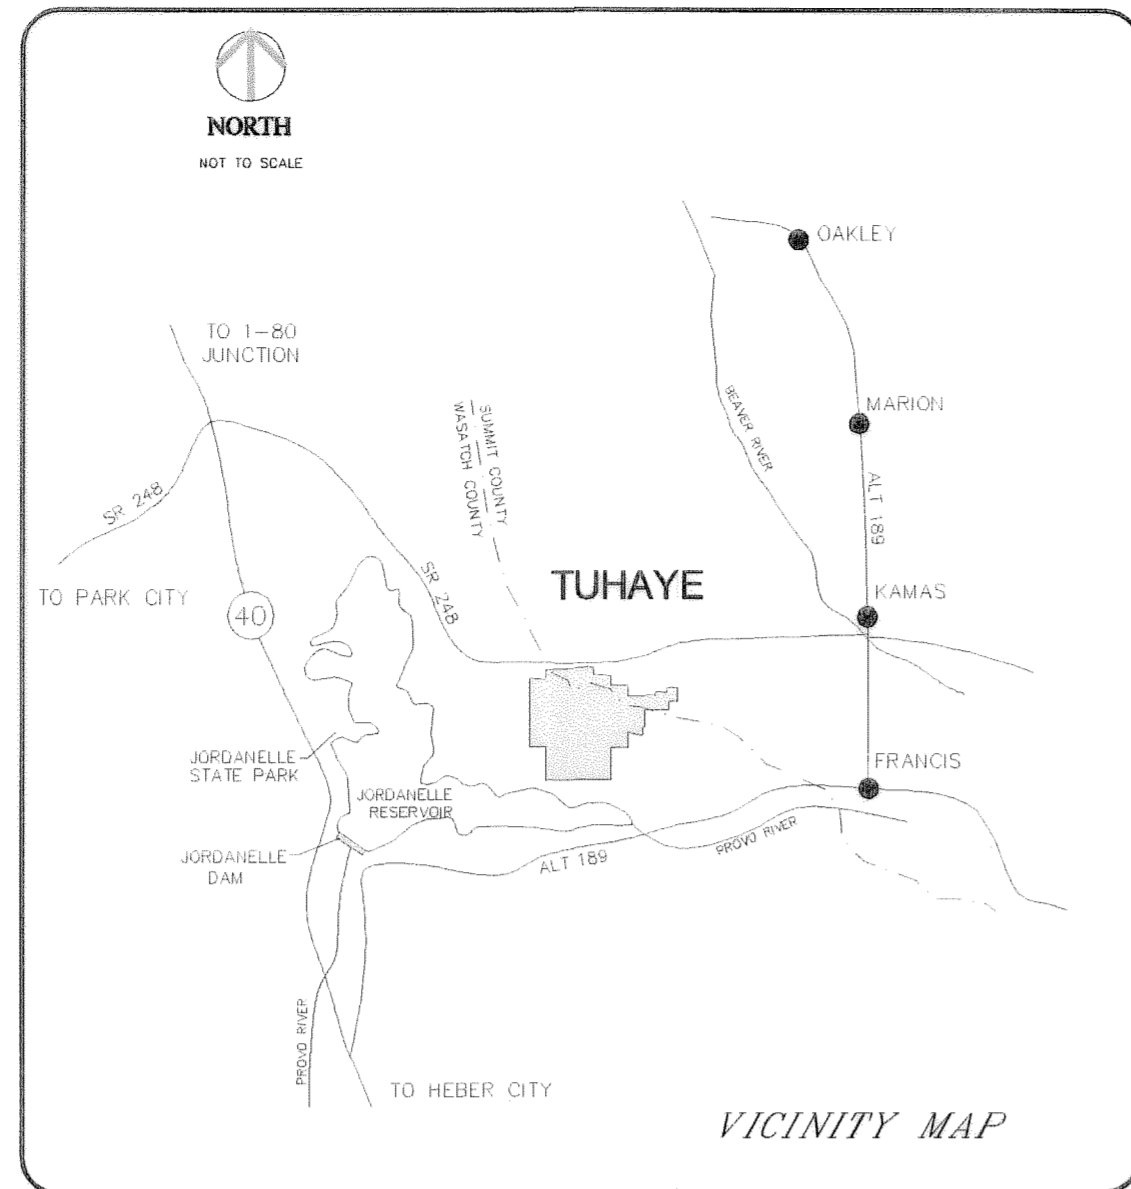 NORTH
NOT TO SCALE
OAKLEY
TO 1-80
JUNCTION
MARION
BEAVER RIVER
SUMMIT COUNTY
WASATCH COUNTY
ALT 189
SR 248
SR 248
TUHAYE
TO PARK CITY
40
KAMAS
JORDANELLE
STATE PARK
FRANCIS
JORDANELLE
RESERVOIR
JORDANELLE
DAM
ALT 189
PROVO RIVER
PROVO RIVER
TO HEBER CITY
VICINITY MAP